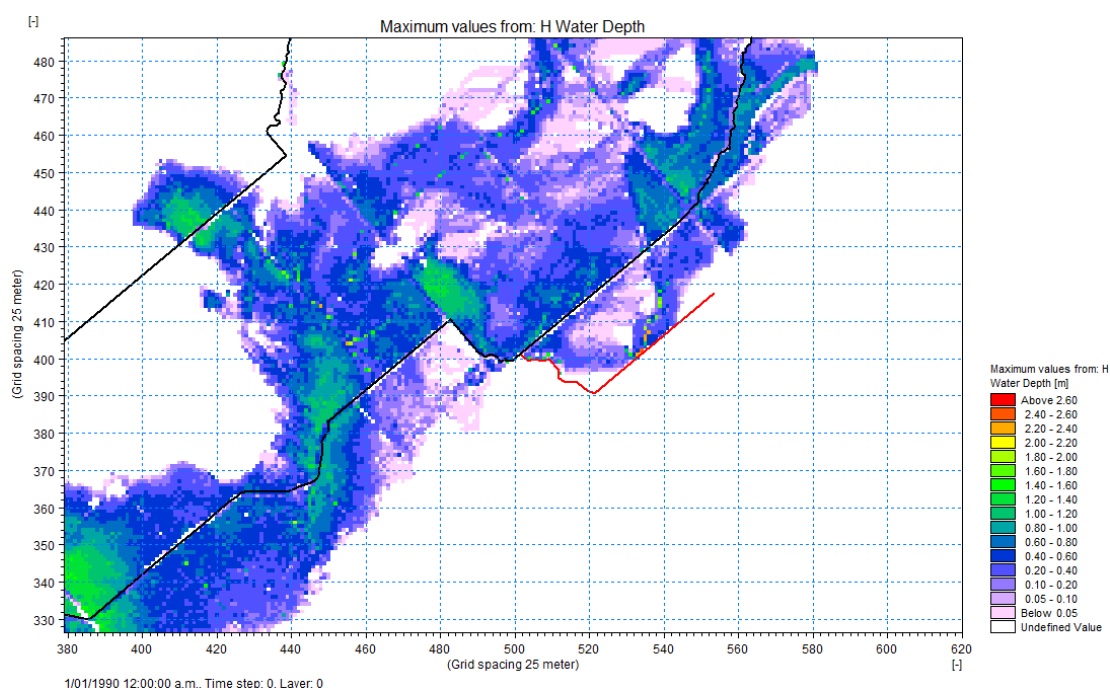 Maximum values from: H Water Depth
[-]
480
470
460
450
440
430
420
410
400
390
380
370
360
350
340
330
(Grid spacing 25 meter)
380 400 420 440 460 480 500 520 540 560 580 600 620
(Grid spacing 25 meter)
[-]
1/01/1990 12:00:00 a.m., Time step: 0, Layer: 0
Maximum values from: H
Water Depth [m]
Above 2.60
2.40 - 2.60
2.20 - 2.40
2.00 - 2.20
1.80 - 2.00
1.60 - 1.80
1.40 - 1.60
1.20 - 1.40
1.00 - 1.20
0.80 - 1.00
0.60 - 0.80
0.40 - 0.60
0.20 - 0.40
0.10 - 0.20
0.05 - 0.10
Below 0.05
Undefined Value